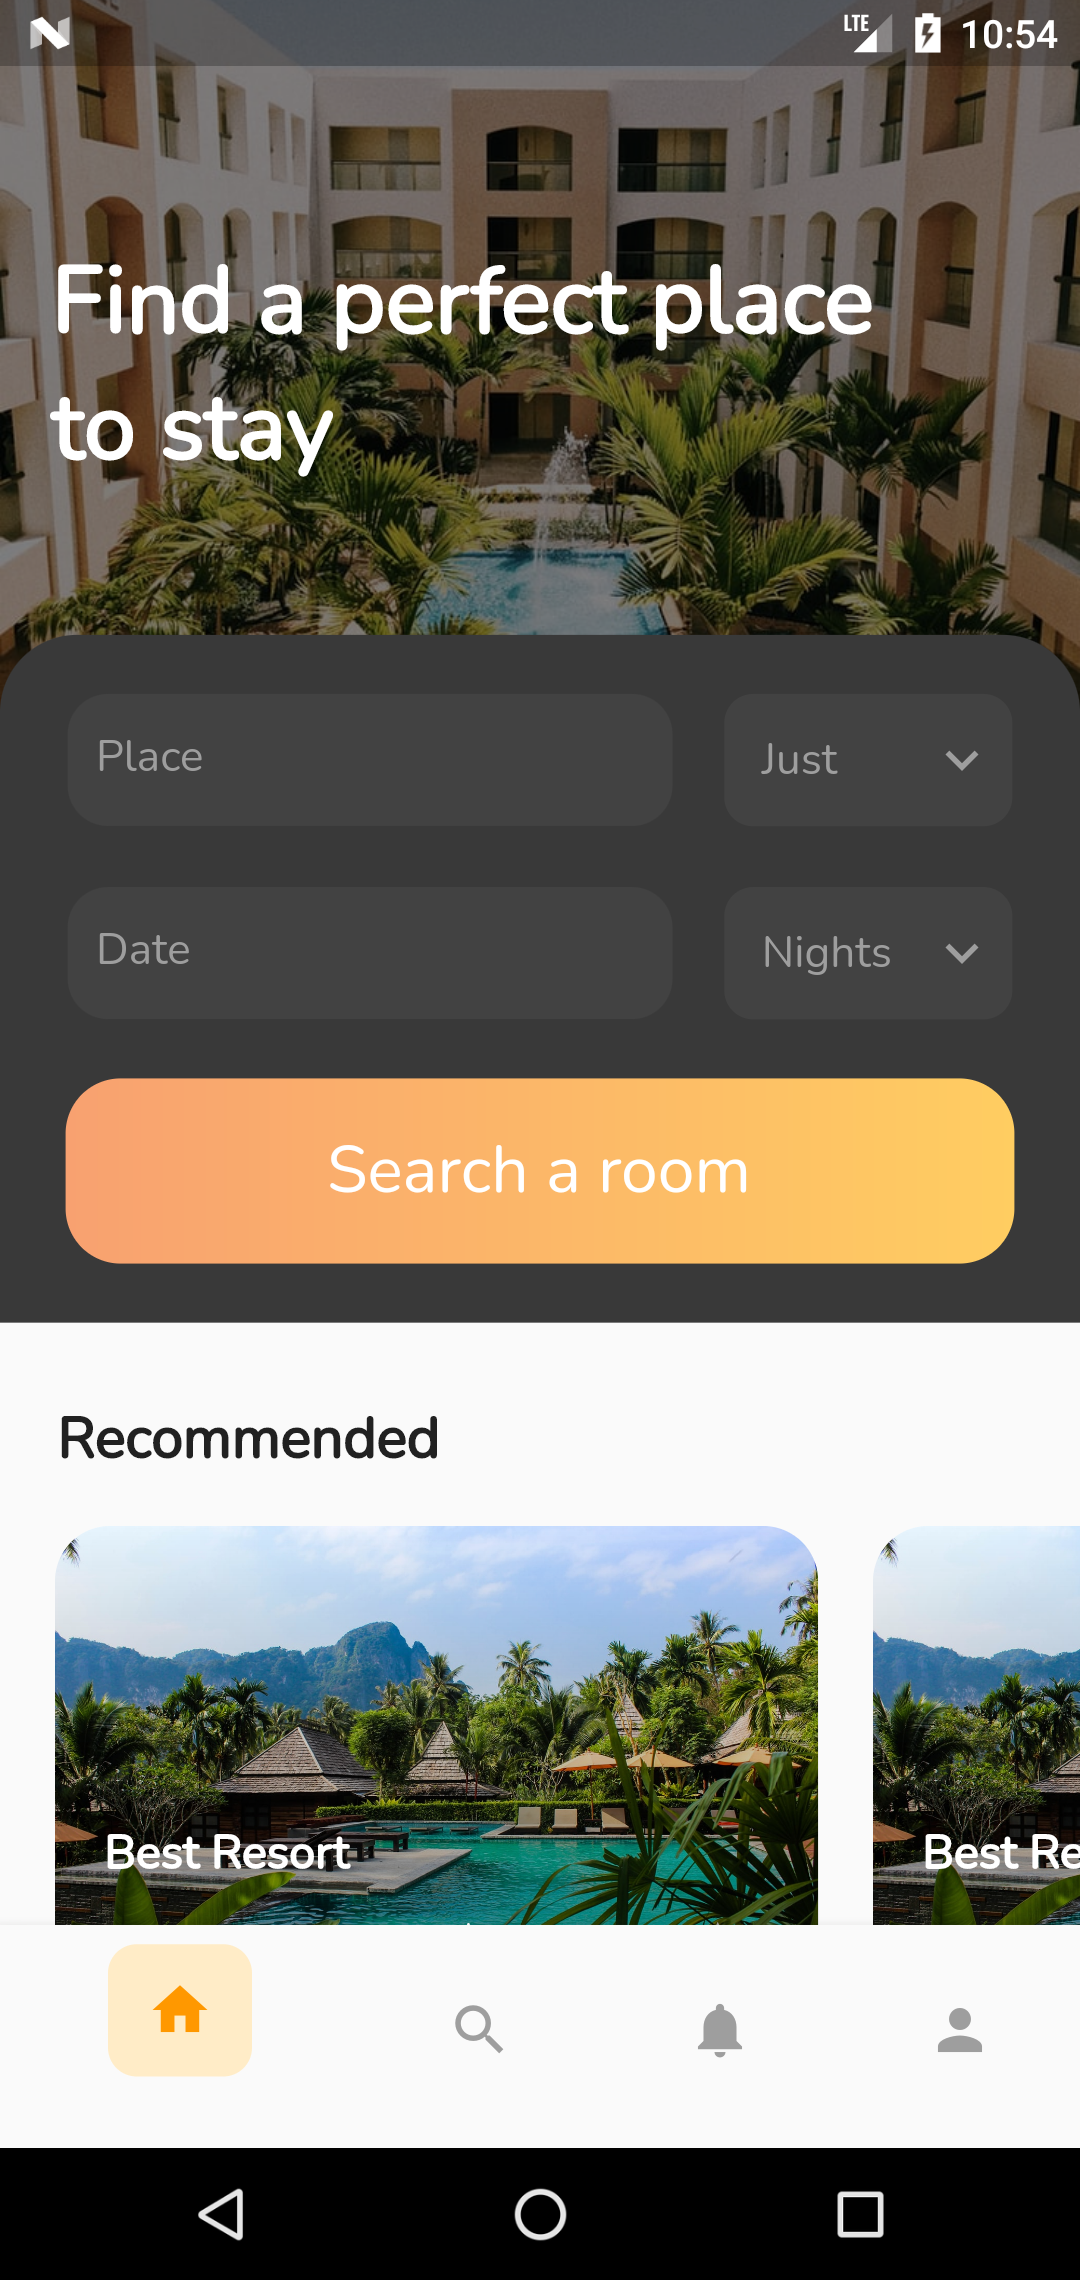 LTE 10:54
Find a perfect place
to stay
Place
Just
Date
Nights
Search a room
Recommended
Best Resort
Best Re